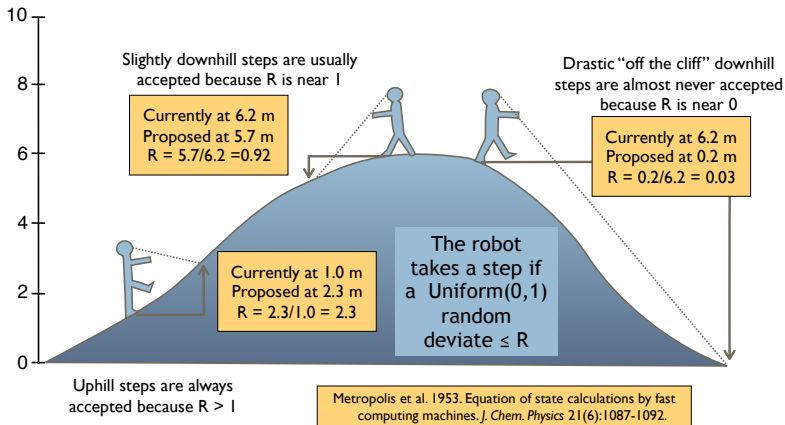 10
8
6
4
2
0
Slightly downhill steps are usually
accepted because R is near 1
Currently at 6.2 m
Proposed at 5.7 m
R = 5.7/6.2 =0.92
Drastic “off the cliff” downhill
steps are almost never accepted
because R is near 0
Currently at 6.2 m
Proposed at 0.2 m
R = 0.2/6.2 = 0.03
Currently at 1.0 m
Proposed at 2.3 m
R = 2.3/1.0 = 2.3
The robot
takes a step if
a Uniform(0,1)
random
deviate ≤ R
Uphill steps are always
accepted because R > 1
Metropolis et al. 1953. Equation of state calculations by fast
computing machines. J. Chem. Physics 21(6):1087-1092.